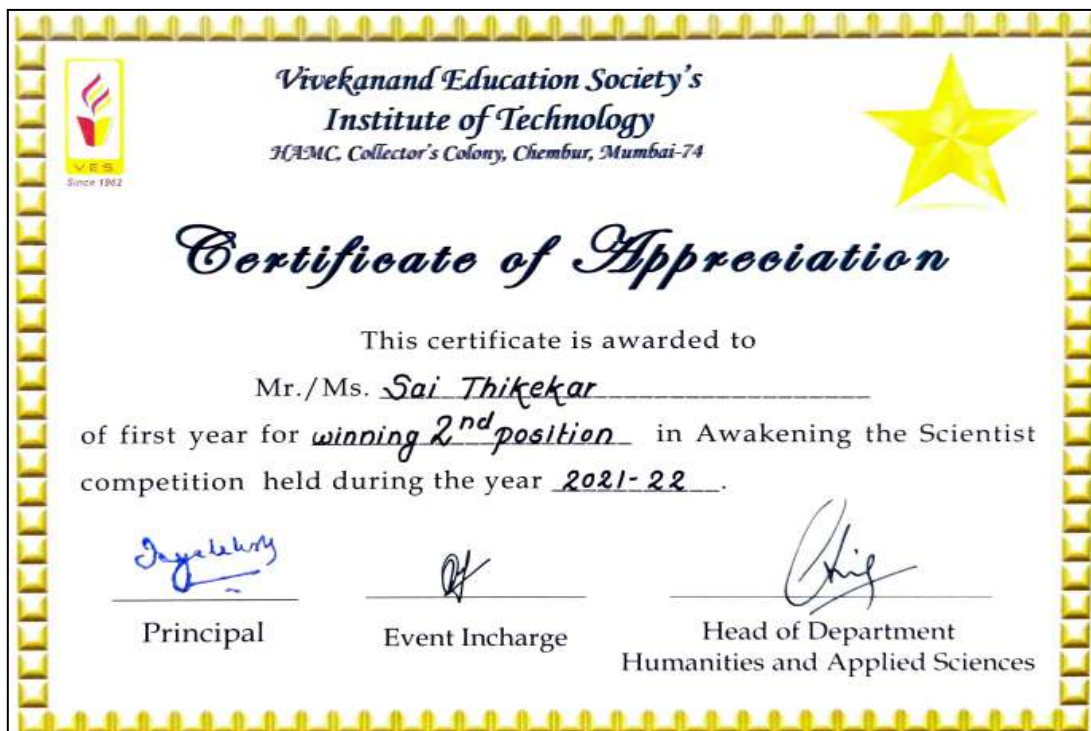 Vivekanand Education Society's
Institute of Technology
HAMC, Collector's Colony, Chembur, Mumbai-74
V.E.S.
Since 1962
Certificate of Appreciation
This certificate is awarded to
Mr./Ms. Sai Thikekar
of first year for winning 2nd position in Awakening the Scientist
competition held during the year 2021-22.
Principal
Event Incharge
Head of Department
Humanities and Applied Sciences